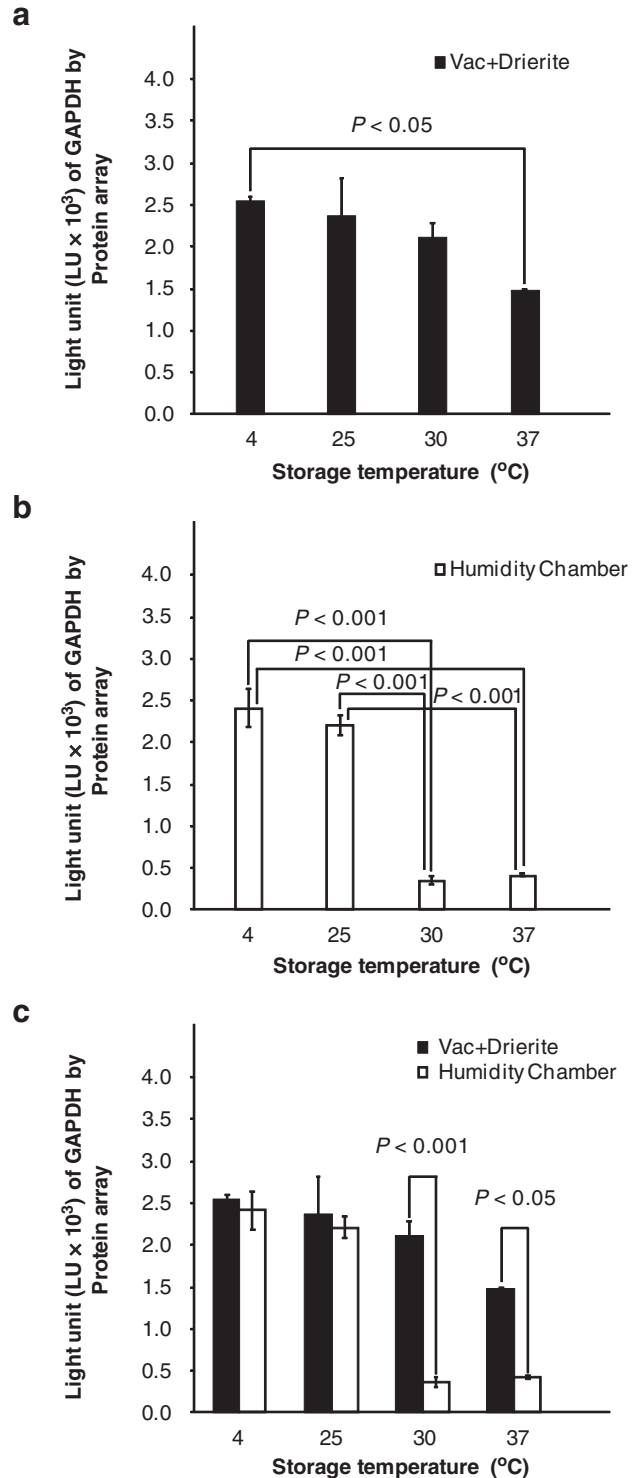 a
Vac+Drierite
Light unit (LU × 10³) of GAPDH by
Protein array
4.0
3.5
3.0
2.5
2.0
1.5
1.0
0.5
0.0
P < 0.05
4 25 30 37
Storage temperature (°C)
b
Humidity Chamber
Light unit (LU × 10³) of GAPDH by
Protein array
4.0
3.5
3.0
2.5
2.0
1.5
1.0
0.5
0.0
P < 0.001
P < 0.001
P < 0.001
P < 0.001
4 25 30 37
Storage temperature (°C)
c
Vac+Drierite
Humidity Chamber
Light unit (LU × 10³) of GAPDH by
Protein array
4.0
3.5
3.0
2.5
2.0
1.5
1.0
0.5
0.0
P < 0.001
P < 0.05
4 25 30 37
Storage temperature (°C)